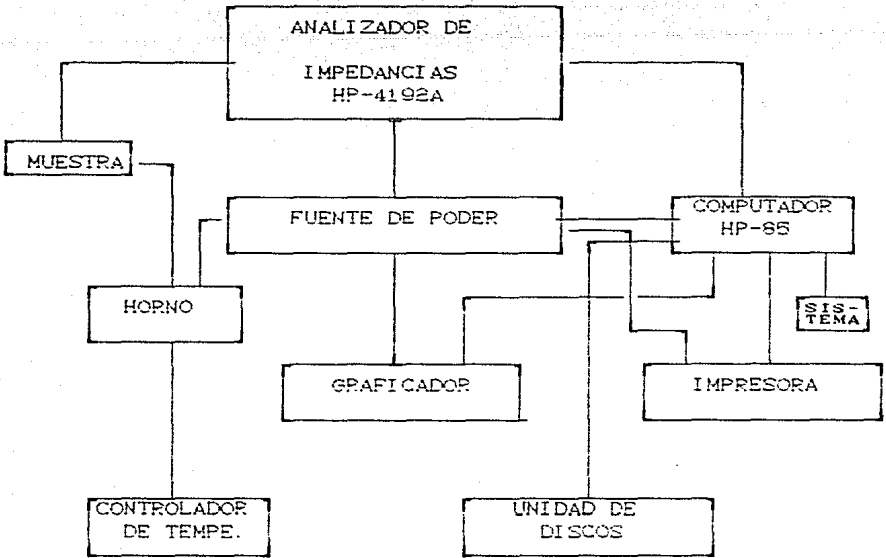 ANALIZADOR DE
IMPEDANCIAS
HP-4192A
MUESTRA
FUENTE DE PODER
COMPUTADOR
HP-85
HORNO
SIS-
TEMA
GRAFICADOR
IMPRESORA
CONTROLADOR
DE TEMPE.
UNIDAD DE
DISCOS